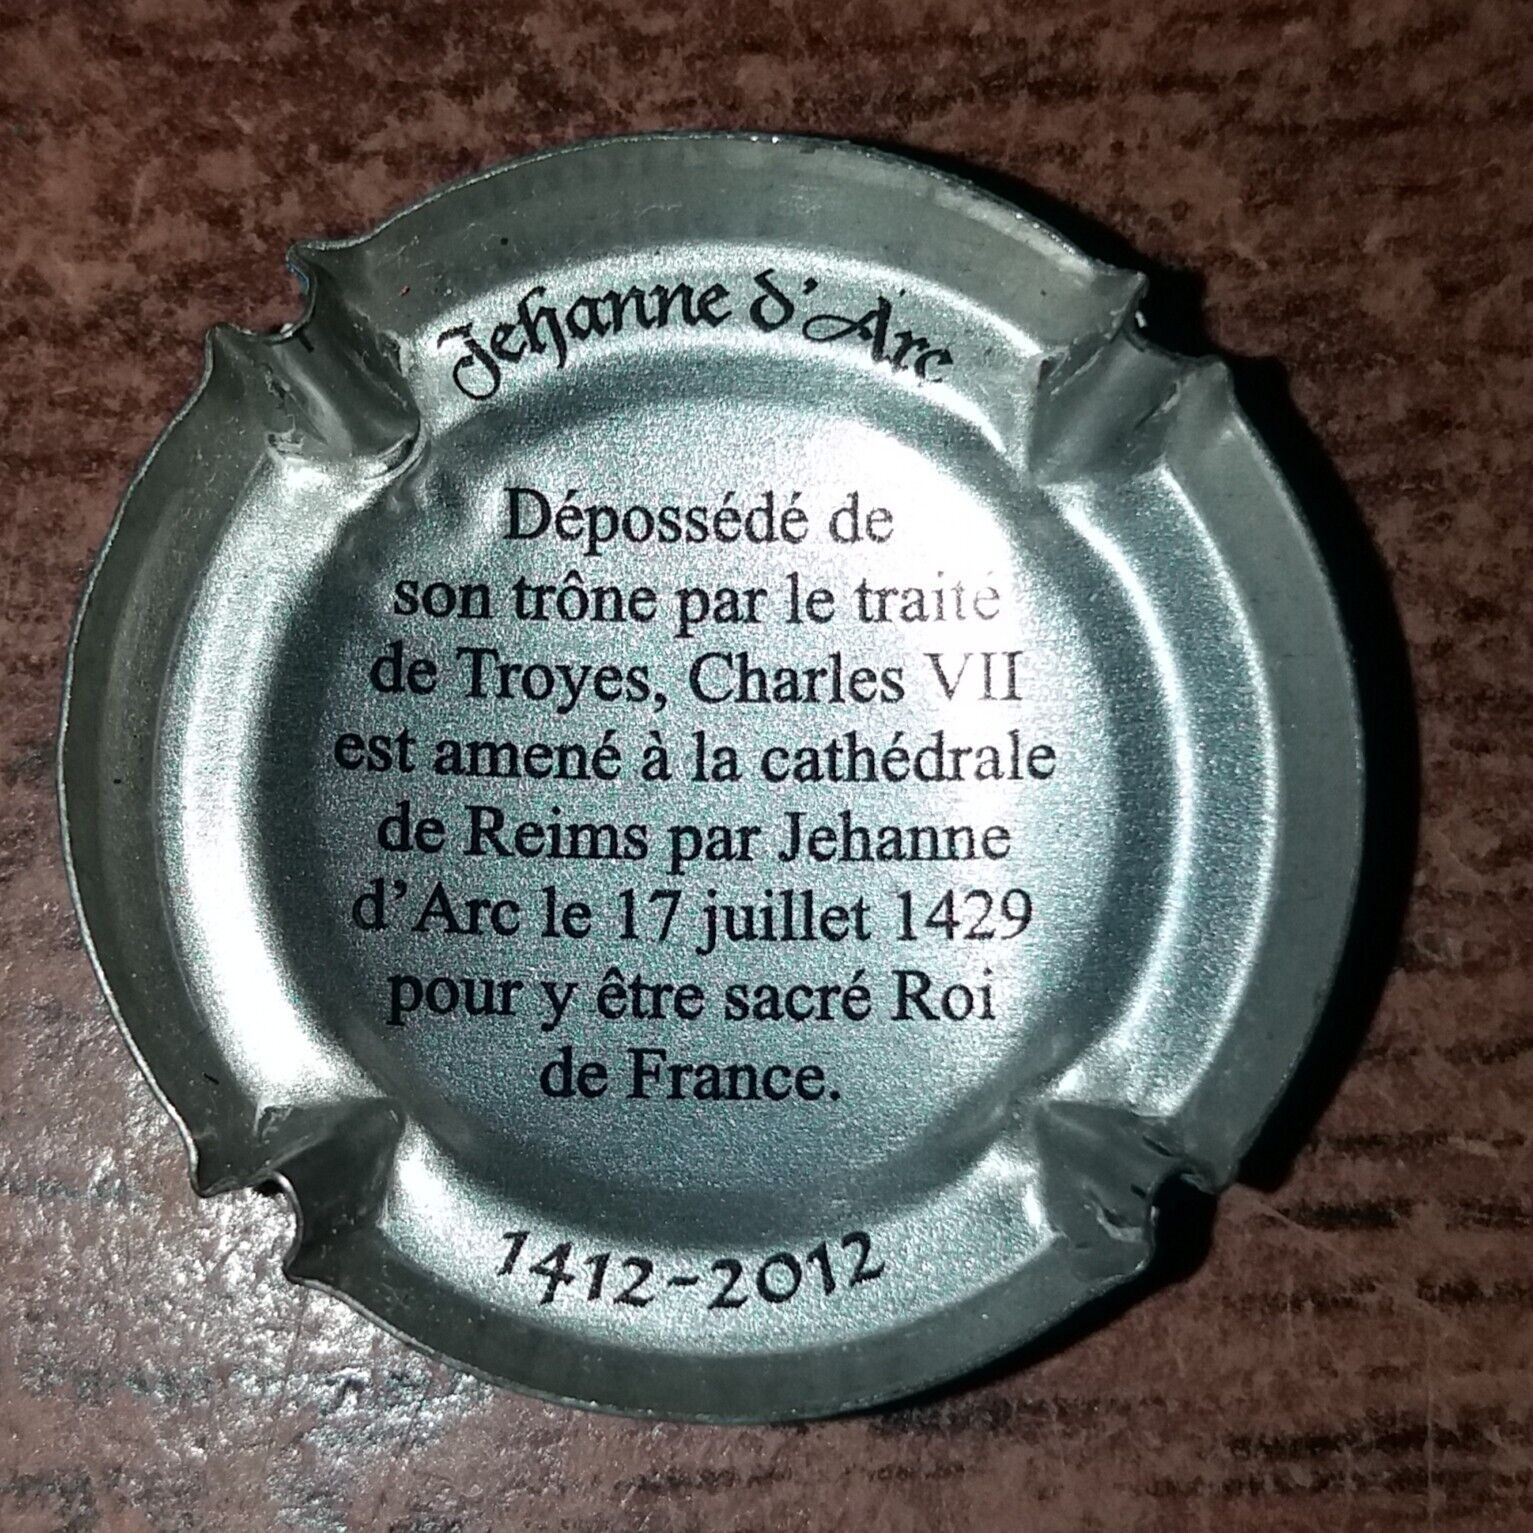 Jehanne d'Arc
Dépossédé de
son trône par le traité
de Troyes, Charles VII
est amené à la cathédrale
de Reims par Jehanne
d'Arc le 17 juillet 1429
pour y être sacré Roi
de France.
1412-2012